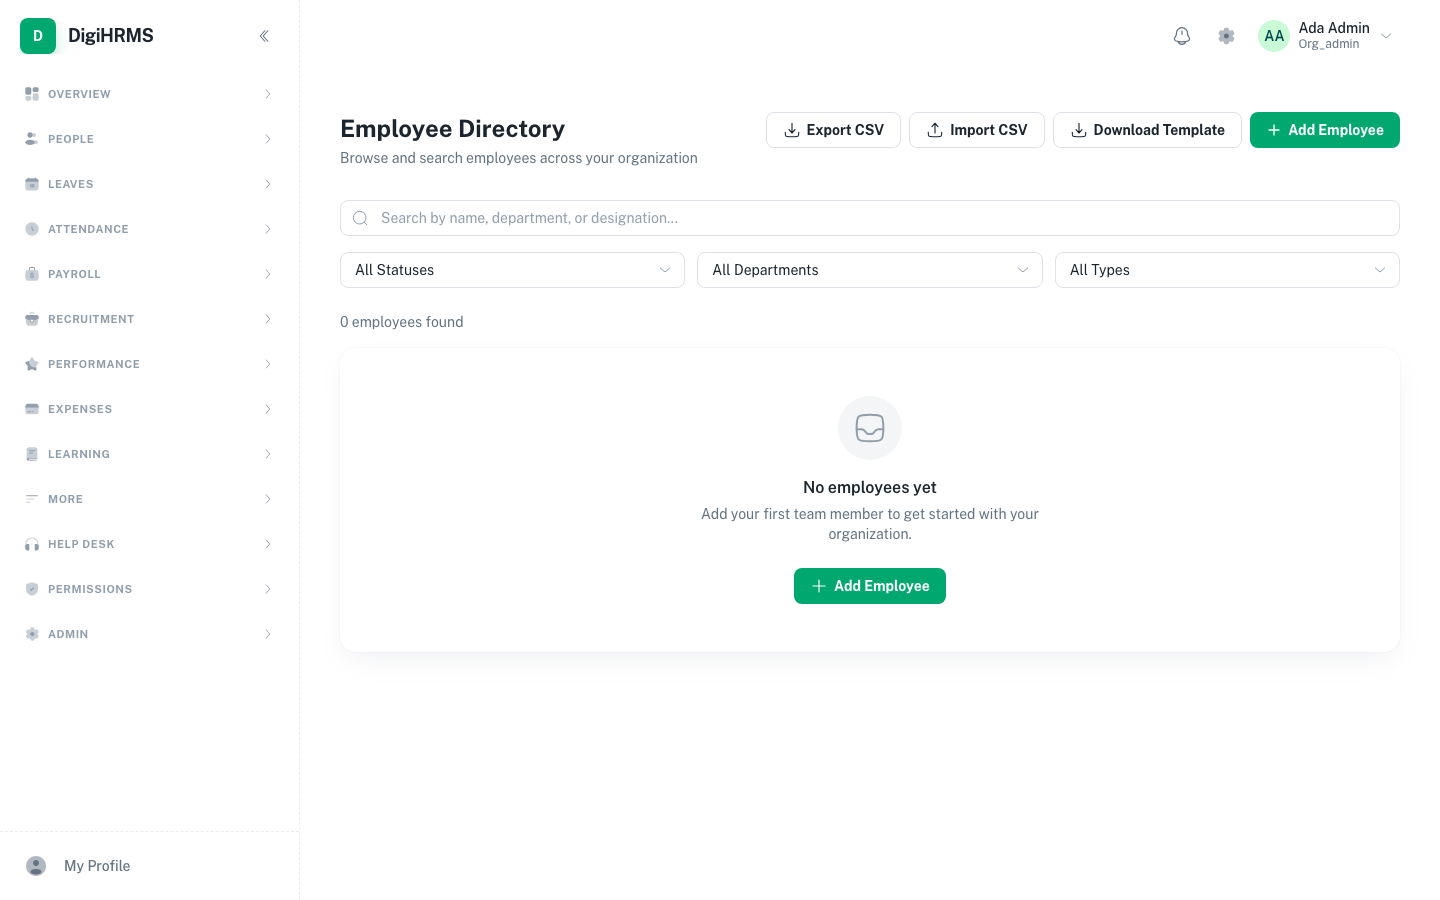 D
DigiHRMS
OVERVIEW
PEOPLE
LEAVES
ATTENDANCE
PAYROLL
RECRUITMENT
PERFORMANCE
EXPENSES
LEARNING
MORE
HELP DESK
PERMISSIONS
ADMIN
My Profile
AA
Ada Admin
Org_admin
Employee Directory
Browse and search employees across your organization
Export CSV
Import CSV
Download Template
Add Employee
Search by name, department, or designation...
All Statuses
All Departments
All Types
0 employees found
No employees yet
Add your first team member to get started with your
organization.
Add Employee